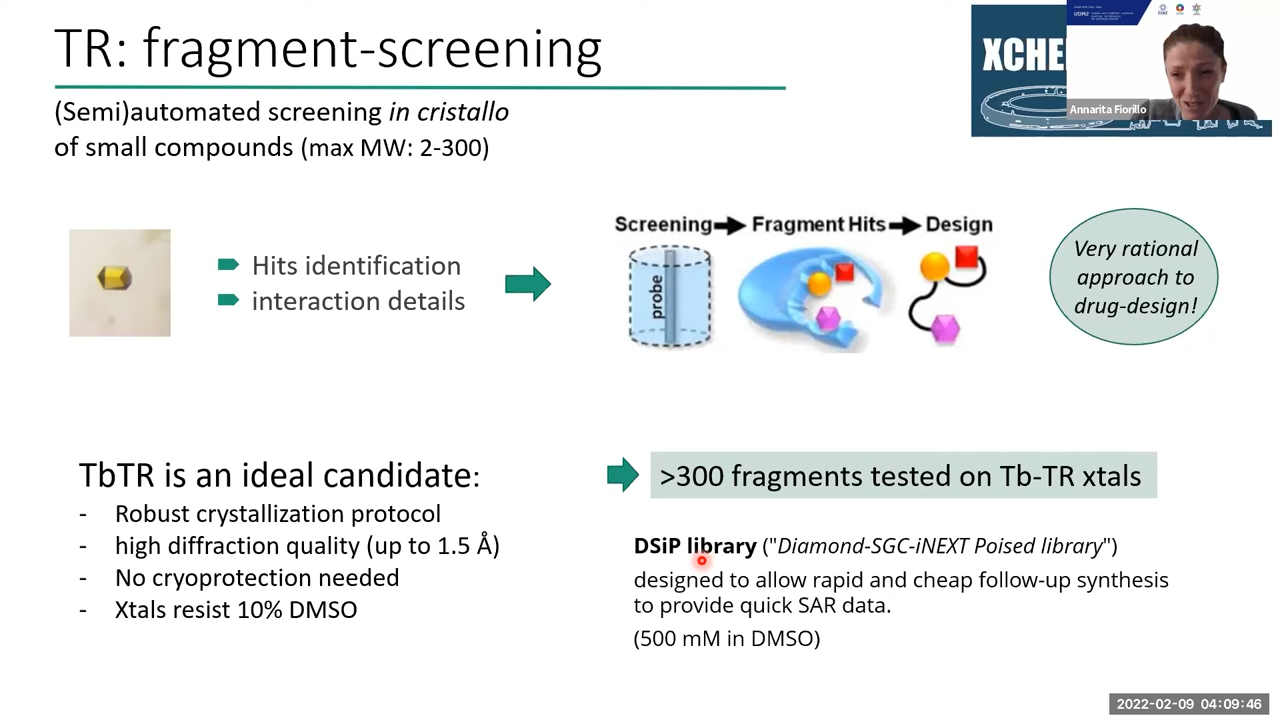 TR: fragment-screening
XCHE
Annarita Fiorillo
(Semi)automated screening in cristallo
of small compounds (max MW: 2-300)
Hits identification
interaction details
Screening Fragment Hits Design
probe
Very rational
approach to
drug-design!
TbTR is an ideal candidate:
- Robust crystallization protocol
- high diffraction quality (up to 1.5 Å)
- No cryoprotection needed
- Xtals resist 10% DMSO
>300 fragments tested on Tb-TR xtals
DSiP library ("Diamond-SGC-iNEXT Poised library")
designed to allow rapid and cheap follow-up synthesis
to provide quick SAR data.
(500 mM in DMSO)
2022-02-09 04:09:46